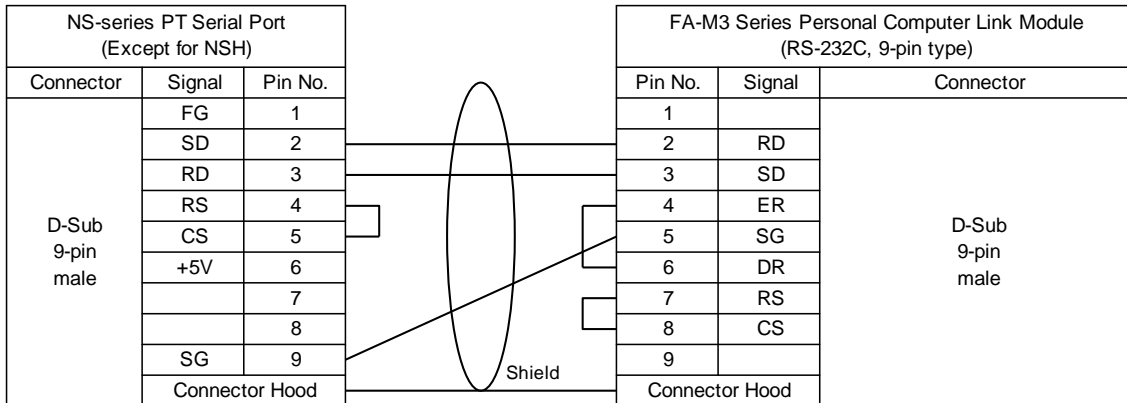 NS-series PT Serial Port
(Except for NSH)
Connector Signal Pin No.
D-Sub
9-pin
male
FG 1
SD 2
RD 3
RS 4
CS 5
+5V 6
7
8
SG 9
Connector Hood
Shield
FA-M3 Series Personal Computer Link Module
(RS-232C, 9-pin type)
Pin No. Signal Connector
1
2 RD
3 SD
4 ER
5 SG
6 DR
7 RS
8 CS
9
Connector Hood
D-Sub
9-pin
male